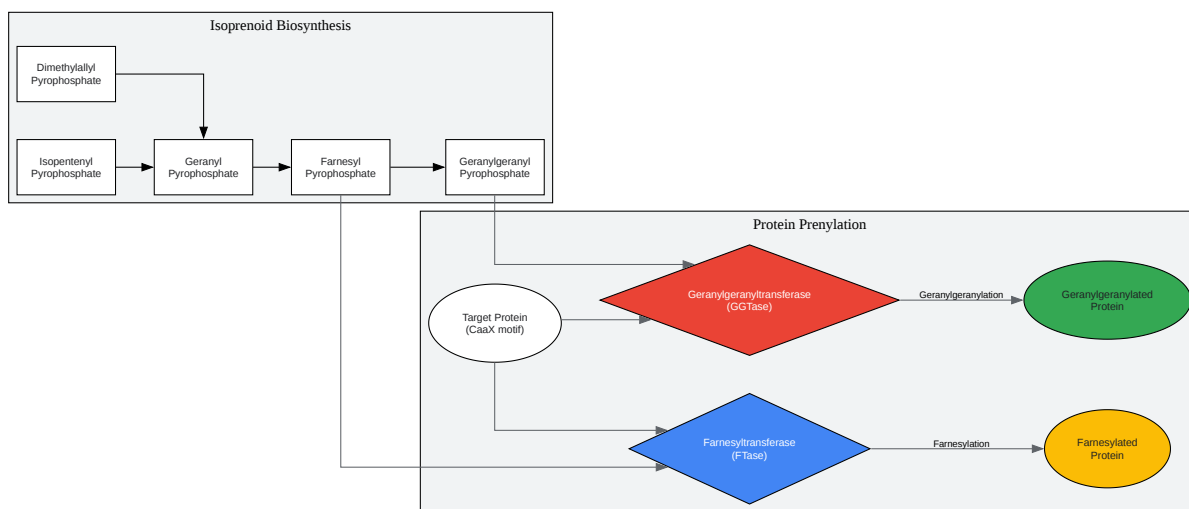 Isoprenoid Biosynthesis
Dimethylallyl
Pyrophosphate
Isopentenyl
Pyrophosphate
Geranyl
Pyrophosphate
Farnesyl
Pyrophosphate
Geranylgeranyl
Pyrophosphate
Protein Prenylation
Target Protein
(CaaX motif)
Geranylgeranyltransferase
(GGTase)
Geranylgeranylation
Geranylgeranylated
Protein
Farnesyltransferase
(FTase)
Farnesylation
Farnesylated
Protein